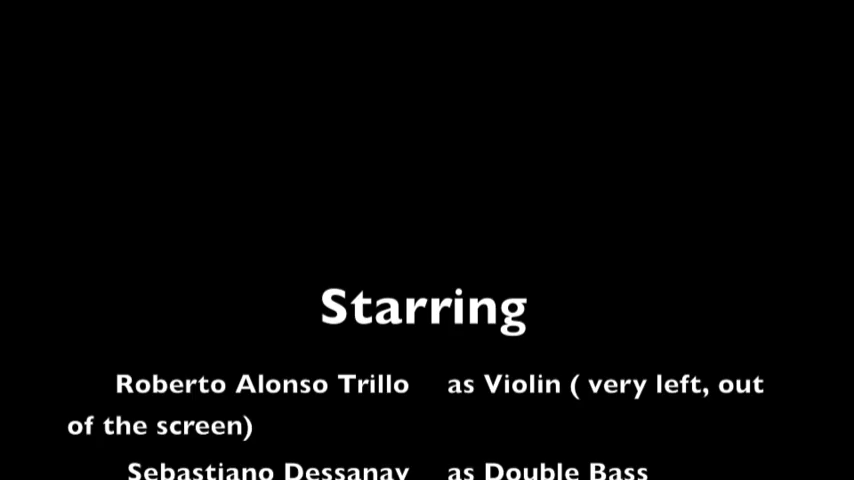 Starring
Roberto Alonso Trillo as Violin ( very left, out
of the screen)
Sebastiano Dessanay as Double Bass